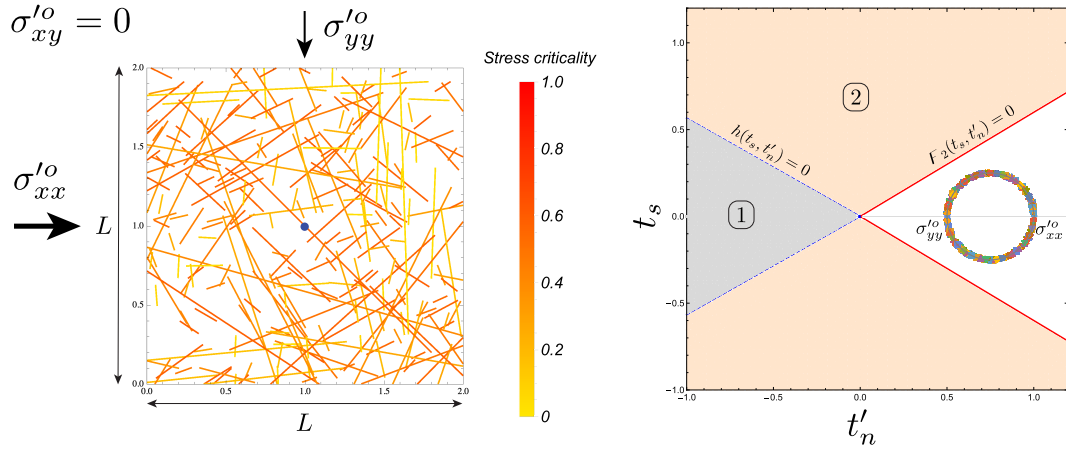 σ′ᵒxy = 0
σ′ᵒyy
Stress criticality
σ′ᵒxx
L
2.0
1.5
1.0
0.5
0.0
0.0 0.5 1.0 1.5 2.0
L
1.0
0.8
0.6
0.4
0.2
0
tₛ
1.0
0.5
0.0
−0.5
−1.0
2
h(tₛ, t′ₙ) = 0
F₂(tₛ, t′ₙ) = 0
1
σ′ᵒyy
σ′ᵒxx
−1.0 −0.5 0.0 0.5 1.0
t′ₙ